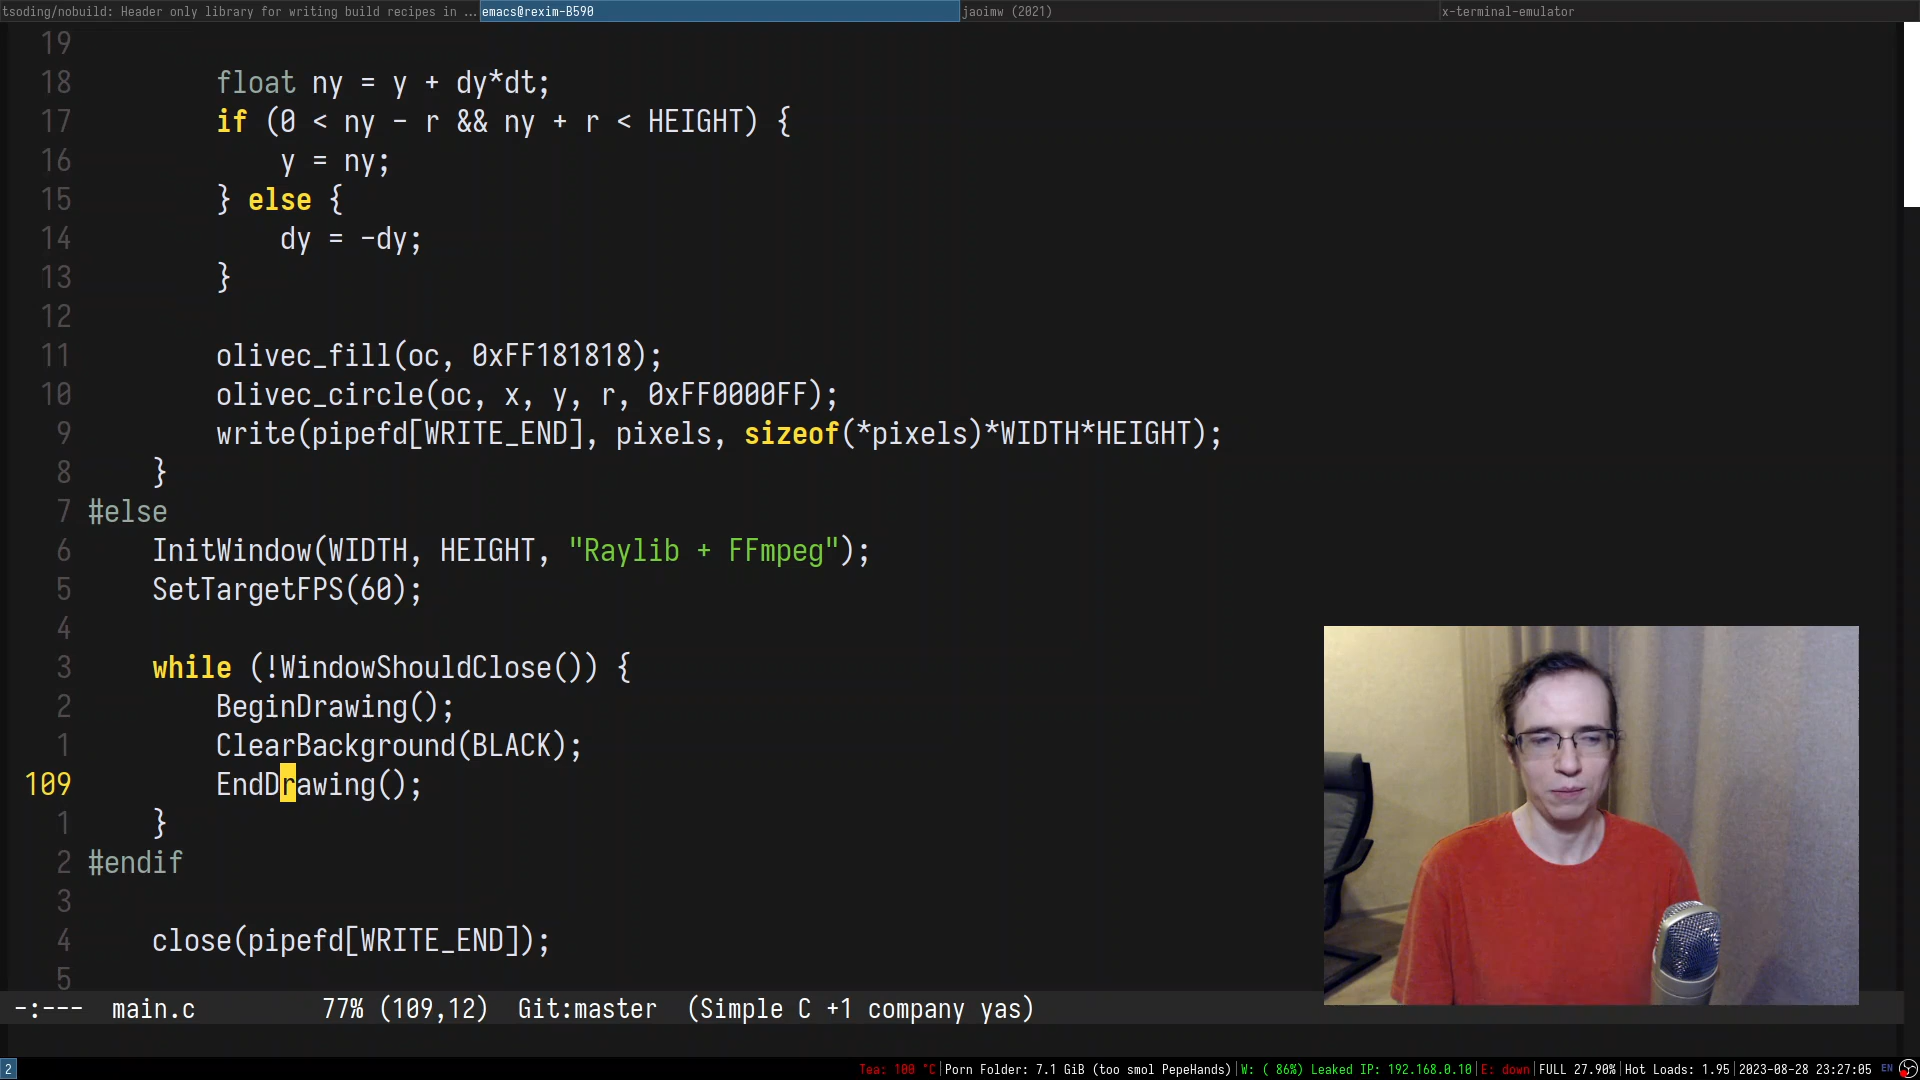 tsoding/nobuild: Header only library for writing build recipes in ... emacs@rexim-B590 jaoimw (2021) x-terminal-emulator
19
18 float ny = y + dy*dt;
17 if (0 < ny - r && ny + r < HEIGHT) {
16 y = ny;
15 } else {
14 dy = -dy;
13 }
12
11 olivec_fill(oc, 0xFF181818);
10 olivec_circle(oc, x, y, r, 0xFF0000FF);
9 write(pipefd[WRITE_END], pixels, sizeof(*pixels)*WIDTH*HEIGHT);
8 }
7 #else
6 InitWindow(WIDTH, HEIGHT, "Raylib + FFmpeg");
5 SetTargetFPS(60);
4
3 while (!WindowShouldClose()) {
2 BeginDrawing();
1 ClearBackground(BLACK);
109 EndDrawing();
1 }
2 #endif
3
4 close(pipefd[WRITE_END]);
5
-:--- main.c 77% (109,12) Git:master (Simple C +1 company yas)
2 Tea: 100 °C|Porn Folder: 7.1 GiB (too smol PepeHands)|W: ( 86%) Leaked IP: 192.168.0.10|E: down|FULL 27.90%|Hot Loads: 1.95|2023-08-28 23:27:05 EN